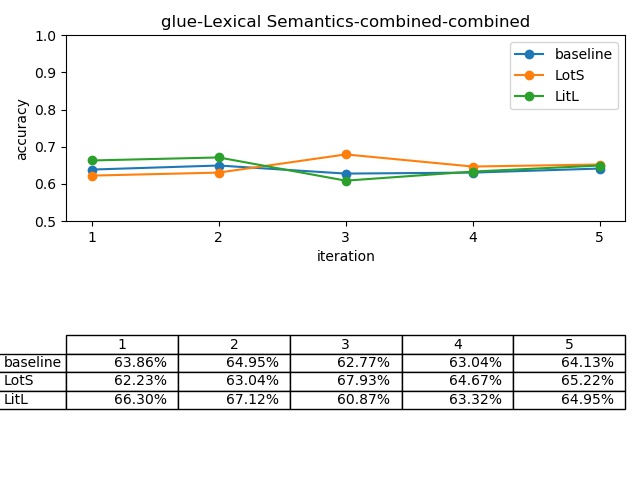 glue-Lexical Semantics-combined-combined
1.0
0.9
0.8
0.7
0.6
0.5
accuracy
baseline
LotS
LitL
1 2 3 4 5
iteration
1 2 3 4 5
baseline 63.86% 64.95% 62.77% 63.04% 64.13%
LotS 62.23% 63.04% 67.93% 64.67% 65.22%
LitL 66.30% 67.12% 60.87% 63.32% 64.95%